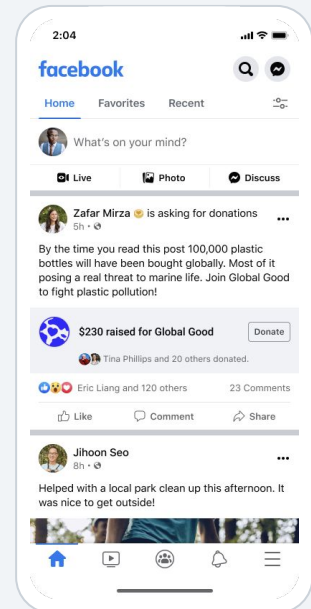 2:04
facebook
Home Favorites Recent
What's on your mind?
Live Photo Discuss
Zafar Mirza is asking for donations
5h •
By the time you read this post 100,000 plastic
bottles will have been bought globally. Most of it
posing a real threat to marine life. Join Global Good
to fight plastic pollution!
$230 raised for Global Good Donate
Tina Phillips and 20 others donated.
Eric Liang and 120 others 23 Comments
Like Comment Share
Jihoon Seo
8h •
Helped with a local park clean up this afternoon. It
was nice to get outside!